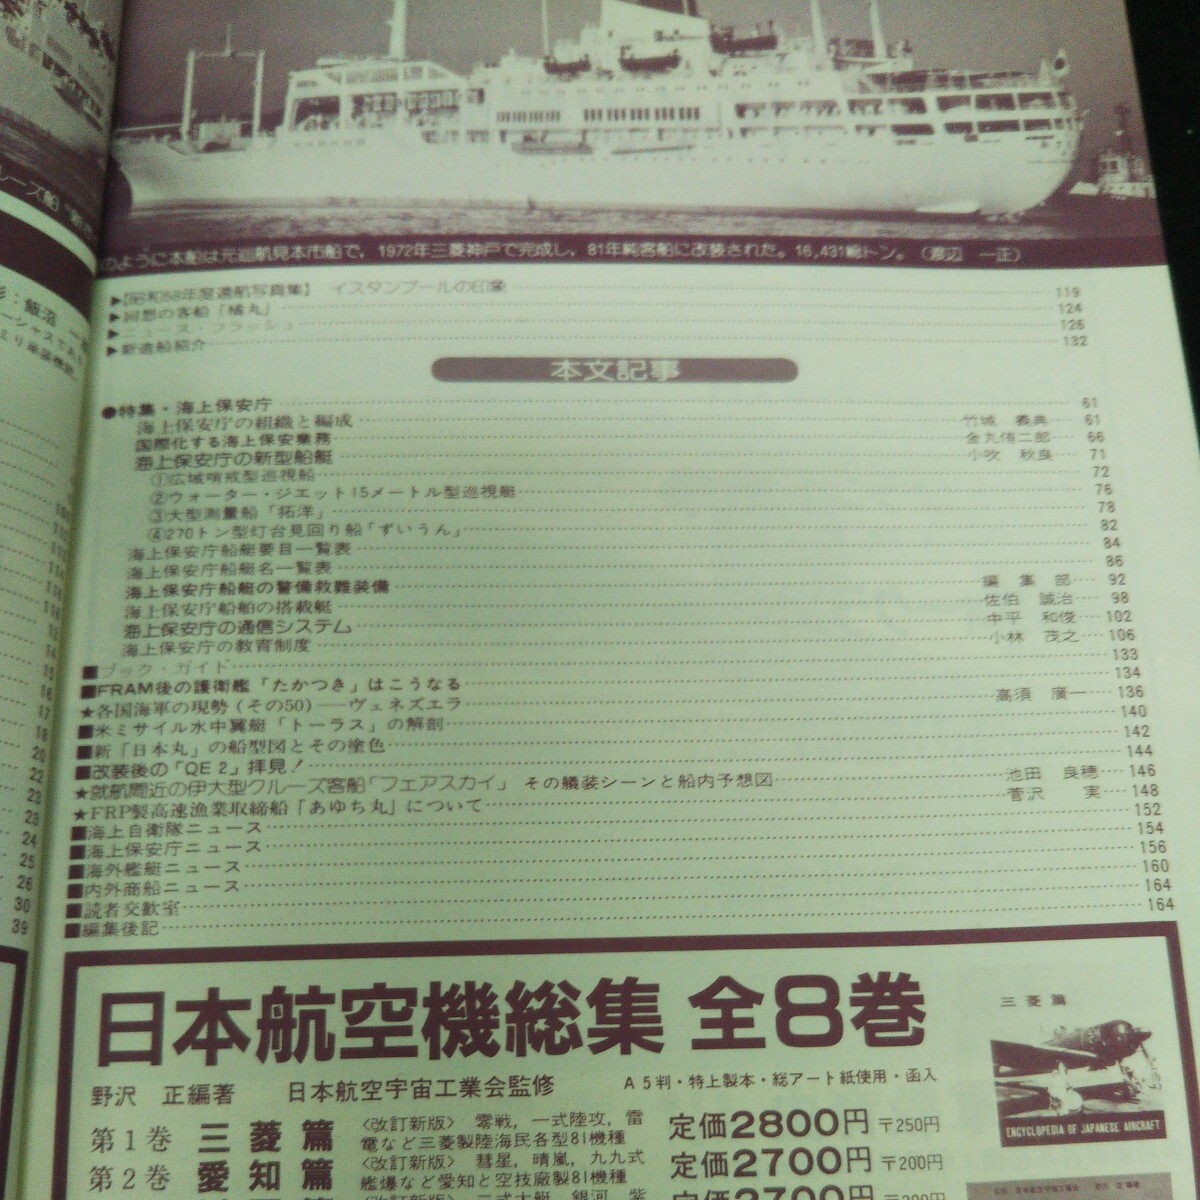 のように本船は元巡航見本市船で，1972年三菱神戸で完成し，81年純客船に改装された。16,431総トン。（渡辺　一正）
▶【昭和58年度遠航写真集】　イスタンブールの印象 119
▶回想の客船「橘丸」 124
▶ニュース・フラッシュ 126
▶新造船紹介 132
本文記事
●特集・海上保安庁 61
海上保安庁の組織と編成 竹城　義典 61
国際化する海上保安業務 金丸侑二郎 66
海上保安庁の新型船艇 小牧　秋良 71
①広域哨戒型巡視船 72
②ウォーター・ジェット15メートル型巡視艇 76
③大型測量船「拓洋」 78
④270トン型灯台見回り船「ずいうん」 82
海上保安庁船艇要目一覧表 84
海上保安庁船艇名一覧表 86
海上保安庁船艇の警備救難装備 編　集　部 92
海上保安庁船舶の搭載艇 佐伯　誠治 98
海上保安庁の通信システム 中平　和俊 102
海上保安庁の教育制度 小林　茂之 106
■ブック・ガイド 133
■FRAM後の護衛艦「たかつき」はこうなる 134
★各国海軍の現勢（その50）──ヴェネズエラ 高須　廣一 136
■米ミサイル水中翼艇「トーラス」の解剖 140
■新「日本丸」の船型図とその塗色 142
■改装後の「QE2」拝見！ 144
★就航間近の伊大型クルーズ客船「フェアスカイ」　その艤装シーンと船内予想図 池田　良穂 146
★FRP製高速漁業取締船「あゆち丸」について 菅沢　実 148
■海上自衛隊ニュース 152
■海上保安庁ニュース 154
■海外艦艇ニュース 156
■内外商船ニュース 160
■読者交歓室 164
■編集後記 164
日本航空機総集 全8巻
野沢　正編著　日本航空宇宙工業会監修　A5判・特上製本・総アート紙使用・函入
第1巻 三菱篇 〈改訂新版〉　零戦，一式陸攻，雷
電など三菱製陸海民各型81機種 定価2800円 〒250円
第2巻 愛知篇 〈改訂新版〉　彗星，晴嵐，九九式
艦爆など愛知と空技廠製81機種 定価2700円 〒200円
三菱篇
ENCYCLOPEDIA OF JAPANESE AIRCRAFT